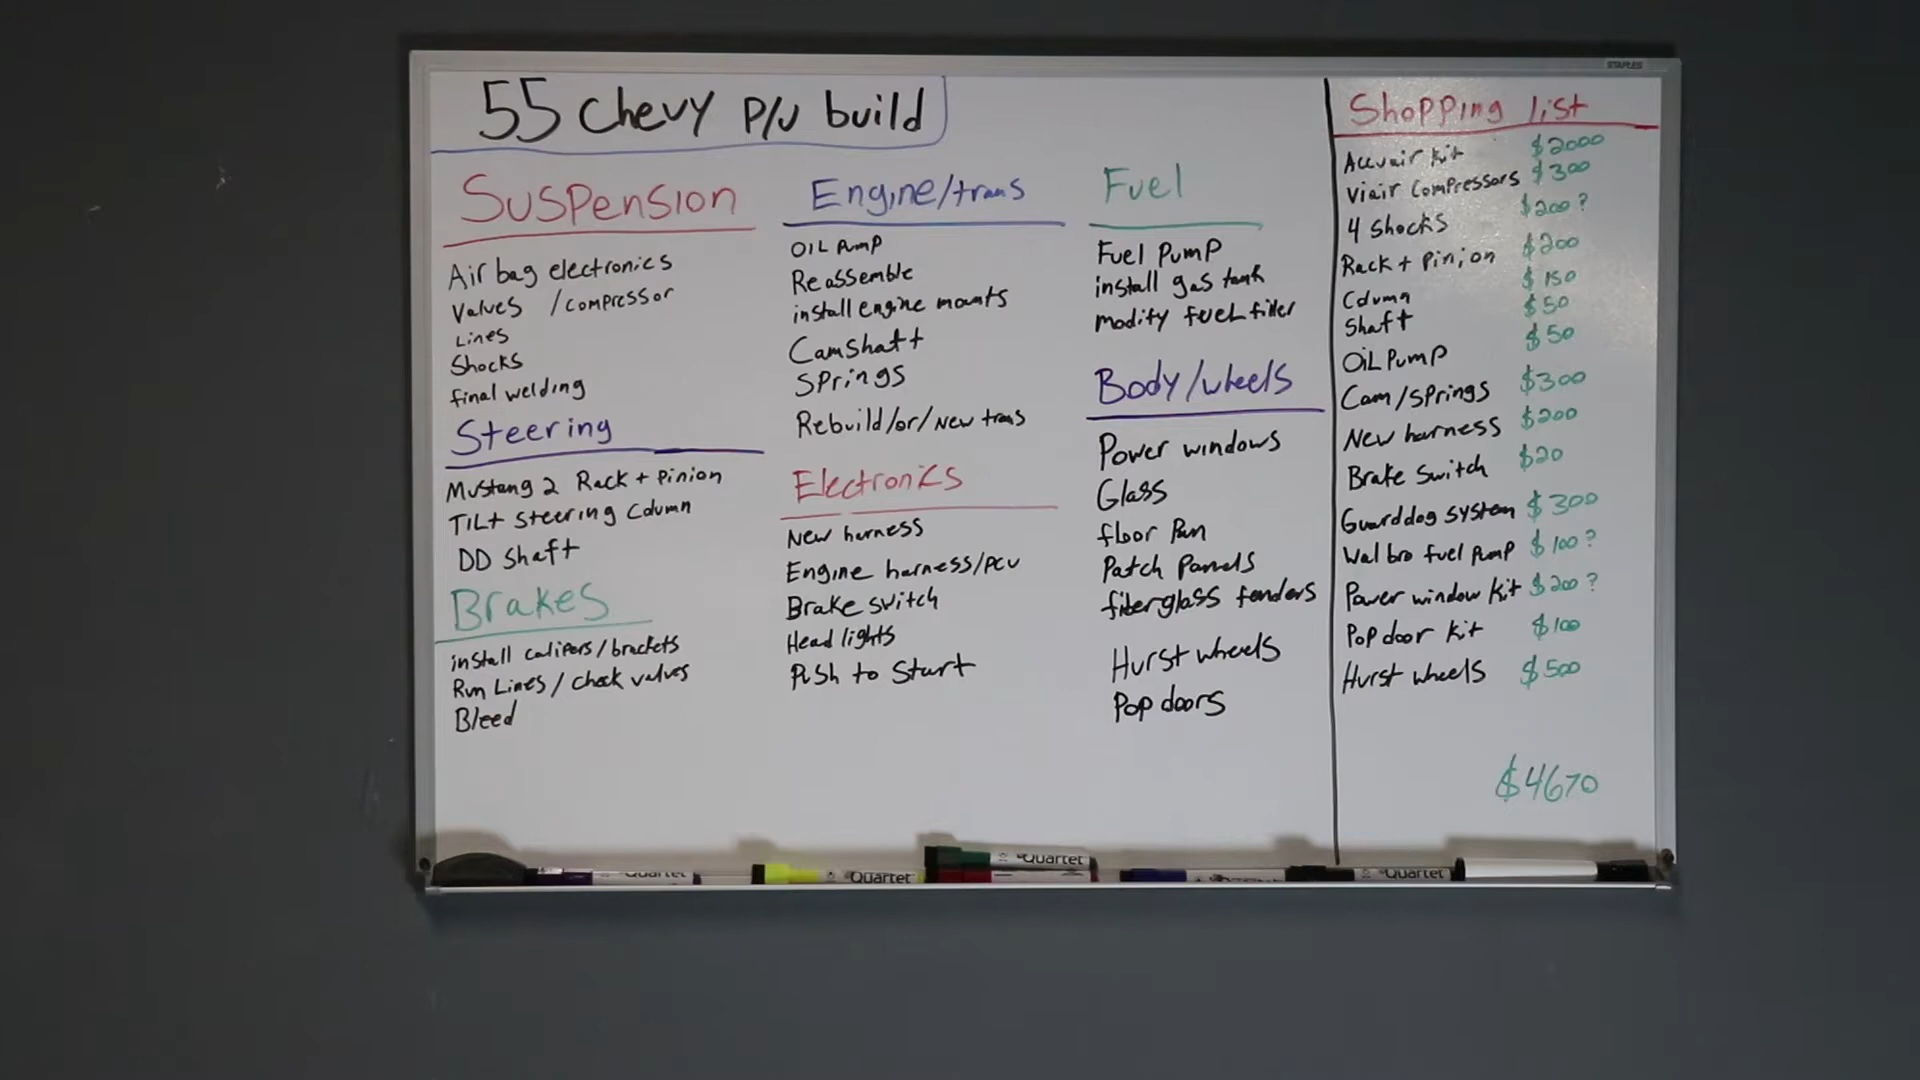 STAPLES
55 Chevy P/U build
Suspension
Air bag electronics
Valves /compressor
Lines
Shocks
final welding
Steering
Mustang 2 Rack + Pinion
TILt steering Column
DD shaft
Brakes
install calipers/brackets
Run Lines / check valves
Bleed
Engine/trans
OIL Pump
Reassemble
install engine mounts
Camshaft
Springs
Rebuild/or/New trans
Electronics
New harness
Engine harness/pcu
Brake switch
Head lights
Push to Start
Fuel
Fuel Pump
install gas tank
modify fuel filler
Body/wheels
Power windows
Glass
floor Pan
Patch Panels
fiberglass fenders
Hurst wheels
Pop doors
Shopping list
Accuair kit $2000
Viair Compressors $300
4 Shocks $200?
Rack + Pinion $200
Column $150
Shaft $50
OIL Pump $50
Cam/Springs $300
New harness $200
Brake Switch $20
Guarddog system $300
Walbro fuel pump $100?
Power window kit $200?
Pop door kit $100
Hurst wheels $500
$4670
Quartet
Quartet
Quartet
Quartet